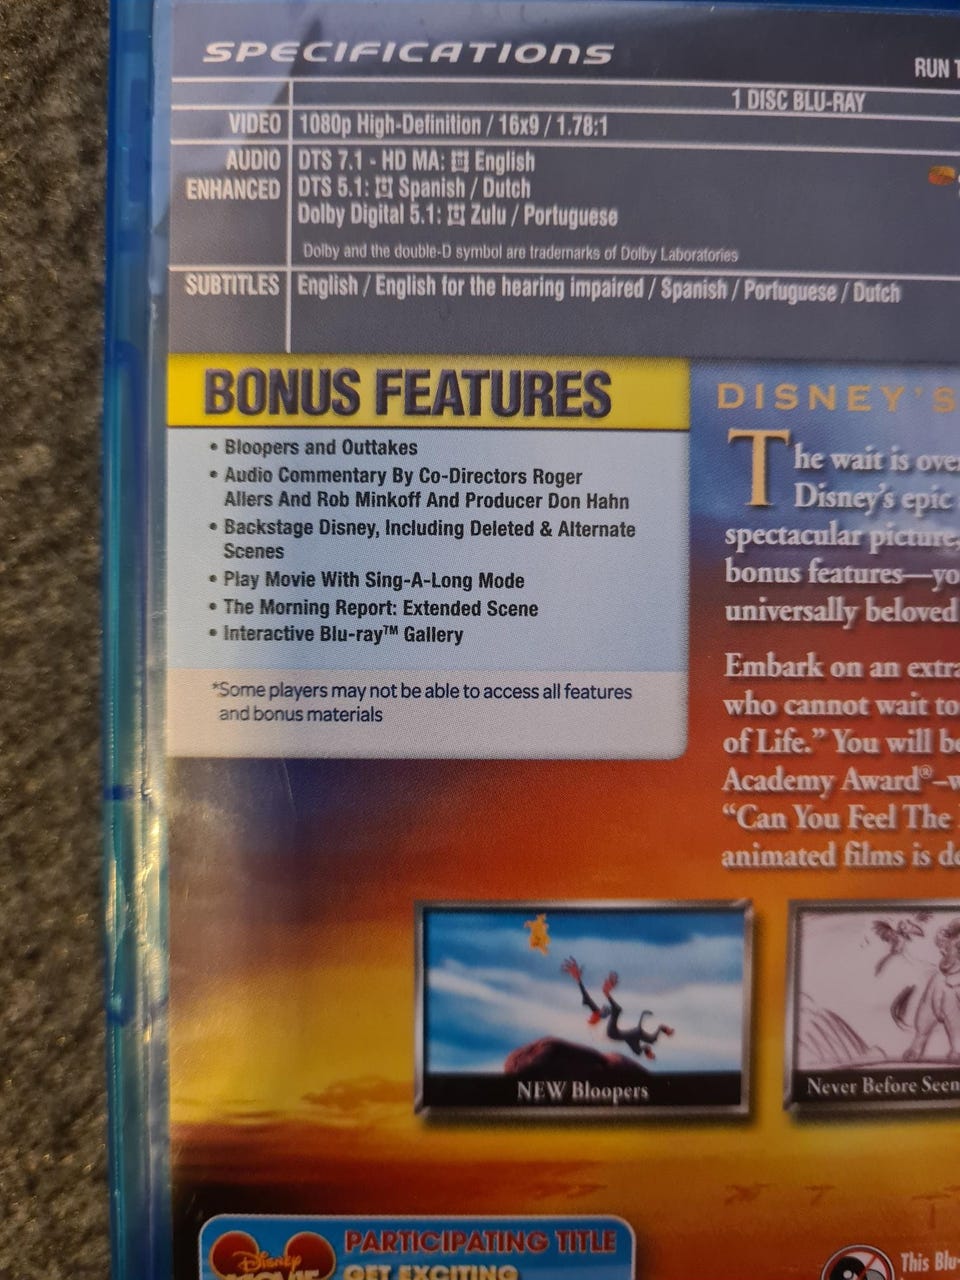 SPECIFICATIONS
RUN T
1 DISC BLU-RAY
VIDEO 1080p High-Definition / 16x9 / 1.78:1
AUDIO DTS 7.1 - HD MA: English
ENHANCED DTS 5.1: Spanish / Dutch
Dolby Digital 5.1: Zulu / Portuguese
Dolby and the double-D symbol are trademarks of Dolby Laboratories
SUBTITLES English / English for the hearing impaired / Spanish / Portuguese / Dutch
BONUS FEATURES
• Bloopers and Outtakes
• Audio Commentary By Co-Directors Roger
Allers And Rob Minkoff And Producer Don Hahn
• Backstage Disney, Including Deleted & Alternate
Scenes
• Play Movie With Sing-A-Long Mode
• The Morning Report: Extended Scene
• Interactive Blu-ray™ Gallery
*Some players may not be able to access all features
and bonus materials
DISNEY'S
The wait is over
Disney's epic
spectacular picture,
bonus features—yo
universally beloved
Embark on an extra
who cannot wait to
of Life." You will be
Academy Award®–w
"Can You Feel The
animated films is de
NEW Bloopers
Never Before Seen
Disney
MOVIE
PARTICIPATING TITLE
GET EXCITING
This Blu-